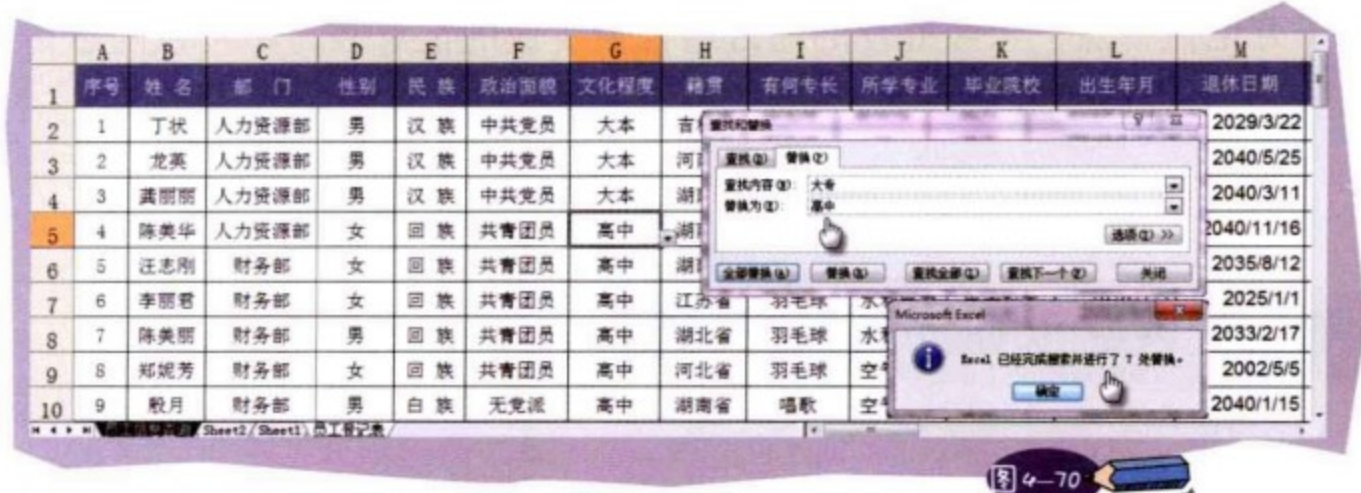 A B C D E F G H I J K L M
1 序号 姓 名 部 门 性别 民 族 政治面貌 文化程度 籍贯 有何专长 所学专业 毕业院校 出生年月 退休日期
2 1 丁状 人力资源部 男 汉 族 中共党员 大本 2029/3/22
3 2 龙英 人力资源部 男 汉 族 中共党员 大本 2040/5/25
4 3 龚丽丽 人力资源部 男 汉 族 中共党员 大本 2040/3/11
5 4 陈美华 人力资源部 女 回 族 共青团员 高中 2040/11/16
6 5 汪志刚 财务部 女 回 族 共青团员 高中 2035/8/12
7 6 李丽君 财务部 女 回 族 共青团员 高中 江苏省 羽毛球 2025/1/1
8 7 陈美丽 财务部 男 回 族 共青团员 高中 湖北省 羽毛球 2033/2/17
9 8 郑妮芳 财务部 女 回 族 共青团员 高中 河北省 羽毛球 2002/5/5
10 9 殷月 财务部 男 白 族 无党派 高中 湖南省 唱歌 2040/1/15
查找和替换
查找(D) 替换(P)
查找内容(N): 大专
替换为(E): 高中
选项(T) >>
全部替换(A) 替换(R) 查找全部(I) 查找下一个(F) 关闭
Microsoft Excel
Excel 已经完成搜索并进行了 7 处替换。
确定
Sheet2 Sheet1 员工登记表
图 4—70